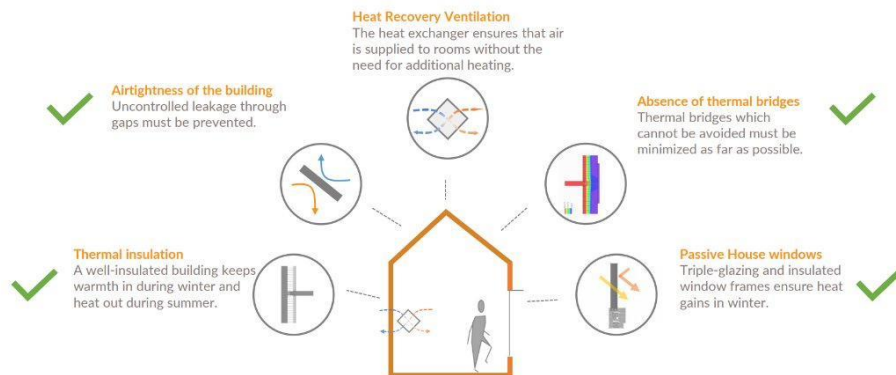 Heat Recovery Ventilation
The heat exchanger ensures that air
is supplied to rooms without the
need for additional heating.
Airtightness of the building
Uncontrolled leakage through
gaps must be prevented.
Absence of thermal bridges
Thermal bridges which
cannot be avoided must be
minimized as far as possible.
Thermal insulation
A well-insulated building keeps
warmth in during winter and
heat out during summer.
Passive House windows
Triple-glazing and insulated
window frames ensure heat
gains in winter.